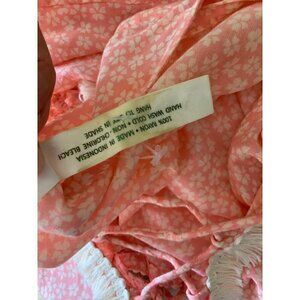 100% RAYON • MADE IN INDONESIA
HAND WASH COLD • NON- CHLORINE BLEACH
HANG TO IN SHADE